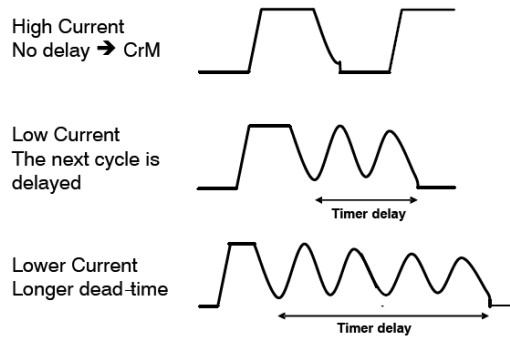 High Current
No delay ➔ CrM
Low Current
The next cycle is
delayed
Timer delay
Lower Current
Longer dead-time
Timer delay